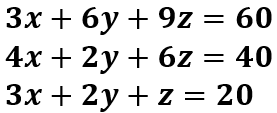 3x + 6y + 9z = 60
4x + 2y + 6z = 40
3x + 2y + z = 20